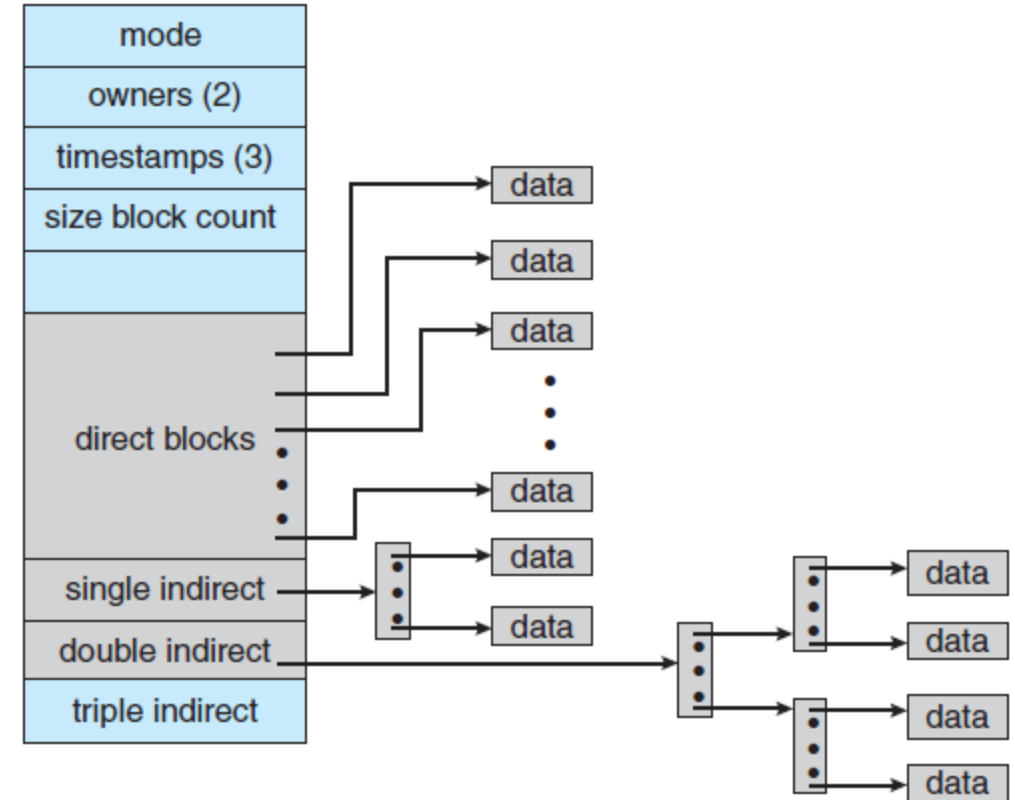 mode
owners (2)
timestamps (3)
size block count
direct blocks
single indirect
double indirect
triple indirect
data
data
data
data
data
data
data
data
data
data